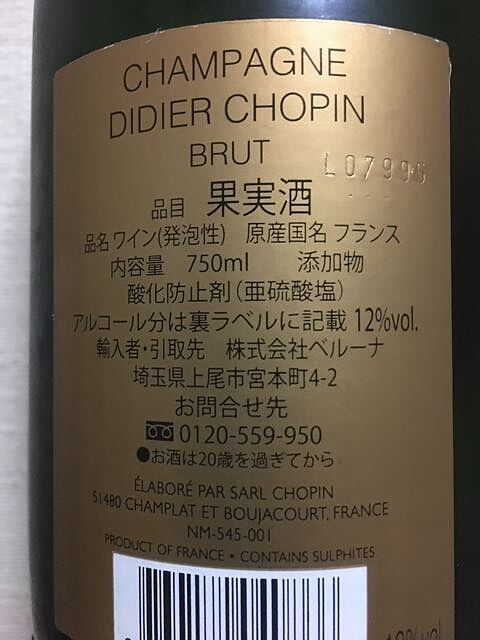 CHAMPAGNE
DIDIER CHOPIN
BRUT
品目 果実酒
品名 ワイン(発泡性) 原産国名 フランス
内容量 750ml 添加物
酸化防止剤(亜硫酸塩)
アルコール分は裏ラベルに記載 12%vol.
輸入者・引取先 株式会社ベルーナ
埼玉県上尾市宮本町4-2
お問合せ先
0120-559-950
●お酒は20歳を過ぎてから
ÉLABORÉ PAR SARL CHOPIN
51480 CHAMPLAT ET BOUJACOURT, FRANCE
NM-545-001
PRODUCT OF FRANCE • CONTAINS SULPHITES